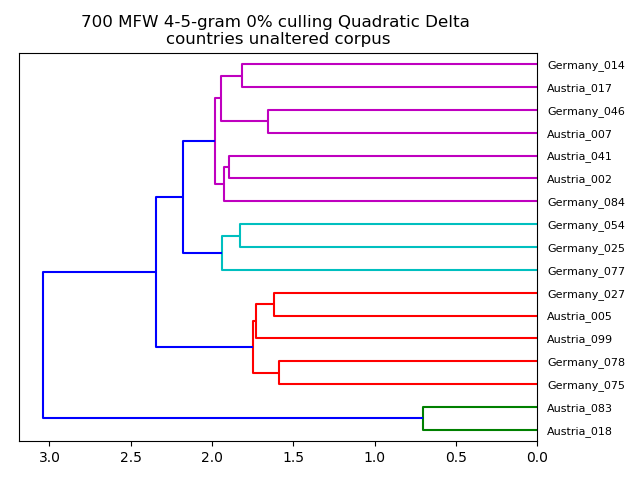 700 MFW 4-5-gram 0% culling Quadratic Delta
countries unaltered corpus
Germany_014
Austria_017
Germany_046
Austria_007
Austria_041
Austria_002
Germany_084
Germany_054
Germany_025
Germany_077
Germany_027
Austria_005
Austria_099
Germany_078
Germany_075
Austria_083
Austria_018
3.0 2.5 2.0 1.5 1.0 0.5 0.0